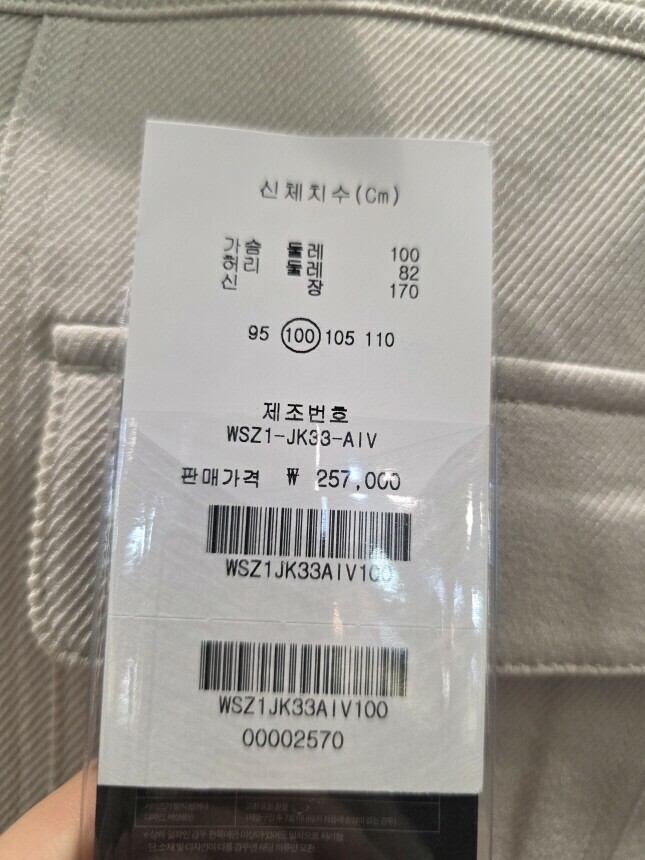 신체치수(Cm)
가슴 둘레 100
허리 둘레 82
신 장 170
95 100 105 110
제조번호
WSZ1-JK33-AIV
판매가격 ₩ 257,000
WSZ1JK33AIV100
WSZ1JK33AIV100
00002570